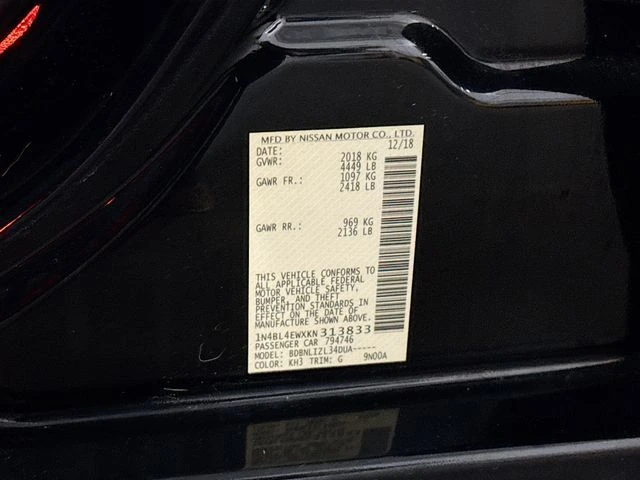 MFD BY NISSAN MOTOR CO., LTD.
DATE: 12/18
GVWR: 2018 KG
4449 LB
GAWR FR.: 1097 KG
2418 LB
GAWR RR.: 969 KG
2136 LB
THIS VEHICLE CONFORMS TO
ALL APPLICABLE FEDERAL
MOTOR VEHICLE SAFETY,
BUMPER, AND THEFT
PREVENTION STANDARDS IN
EFFECT ON THE DATE OF
MANUFACTURE SHOWN ABOVE.
1N4BL4EWXKN313833
PASSENGER CAR 794746
MODEL: BDBNLIZL34DUA-----
COLOR: KH3 TRIM: G 9N00A